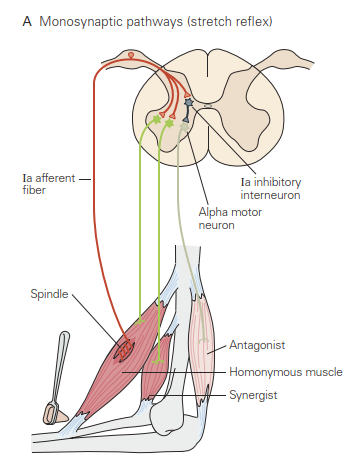 A Monosynaptic pathways (stretch reflex)
Ia afferent
fiber
Ia inhibitory
interneuron
Alpha motor
neuron
Spindle
Antagonist
Homonymous muscle
Synergist